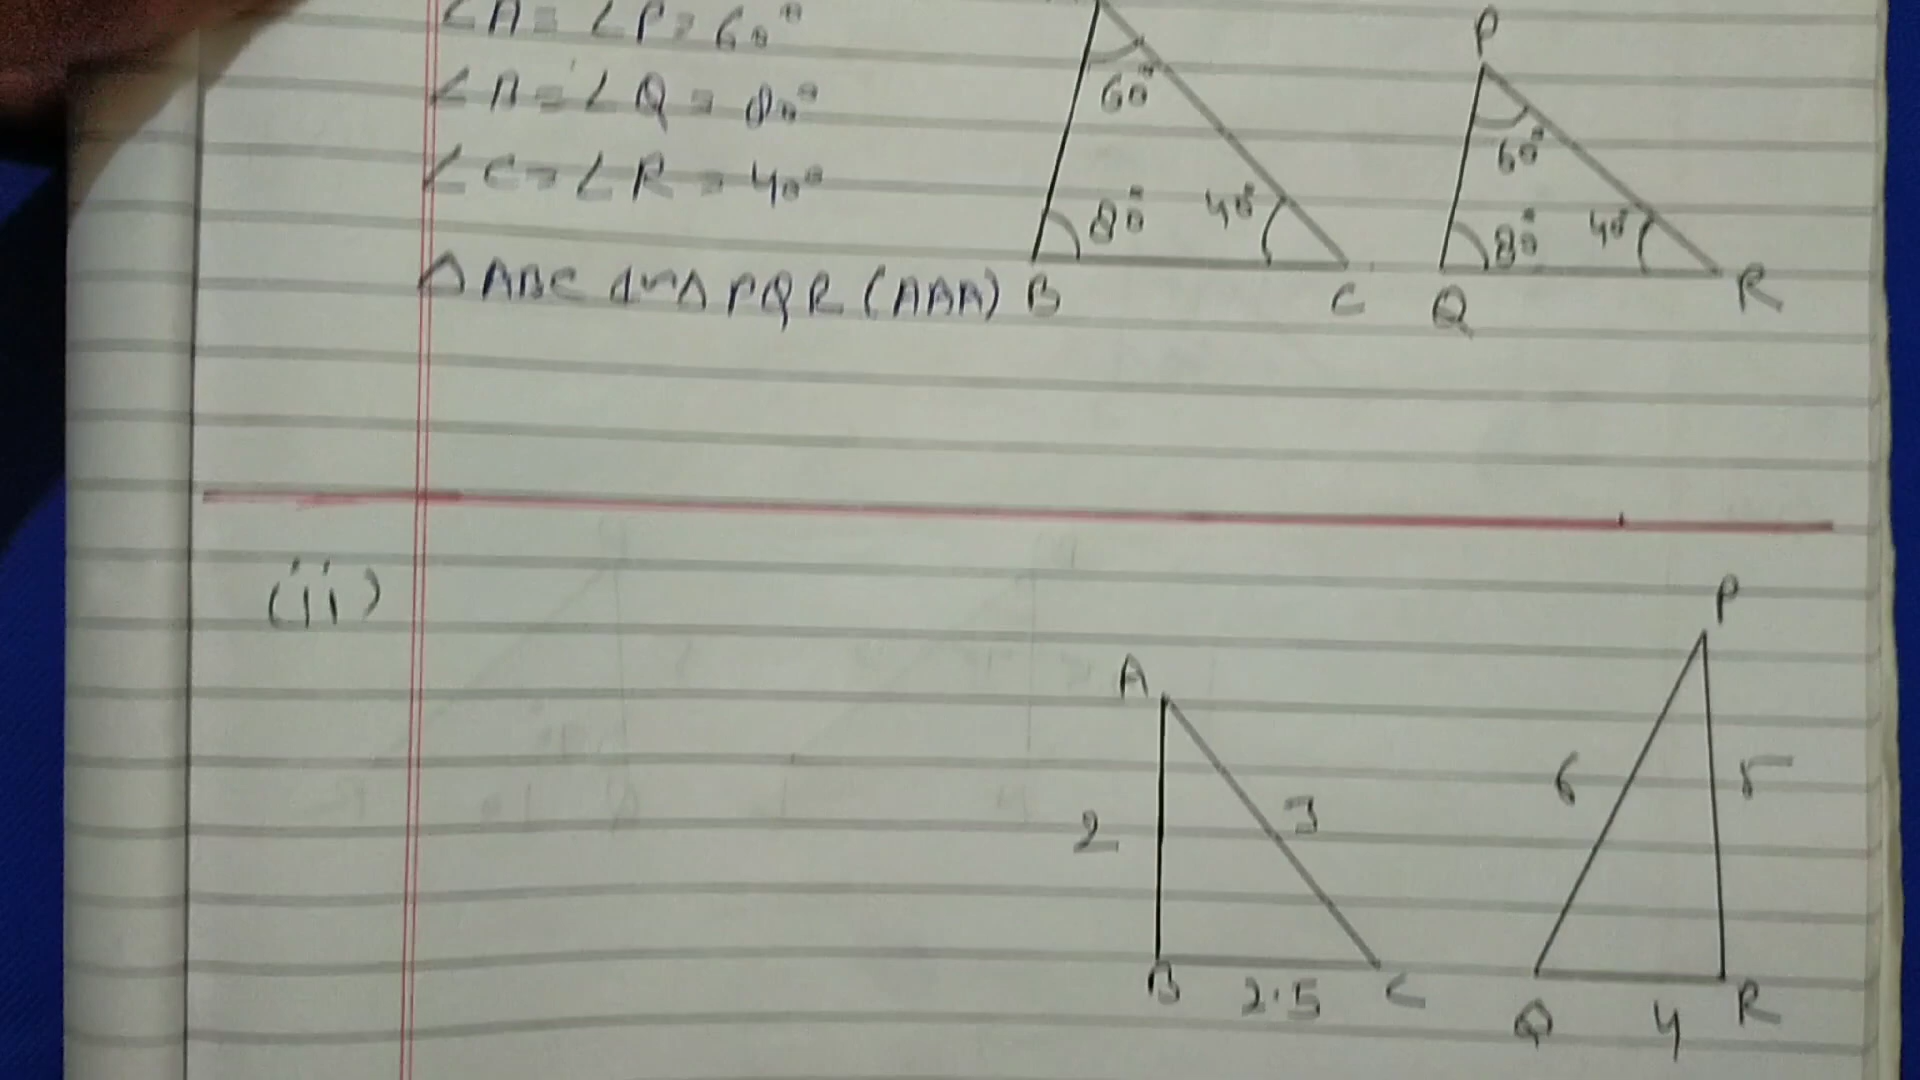 ∠A = ∠P = 60°
∠B = ∠Q = 80°
∠C = ∠R = 40°
△ABC ~ △PQR (AAA)
60°
80°
40°
B
C
P
60°
80°
40°
Q
R
(ii)
A
2
3
B
2.5
C
P
6
5
Q
4
R